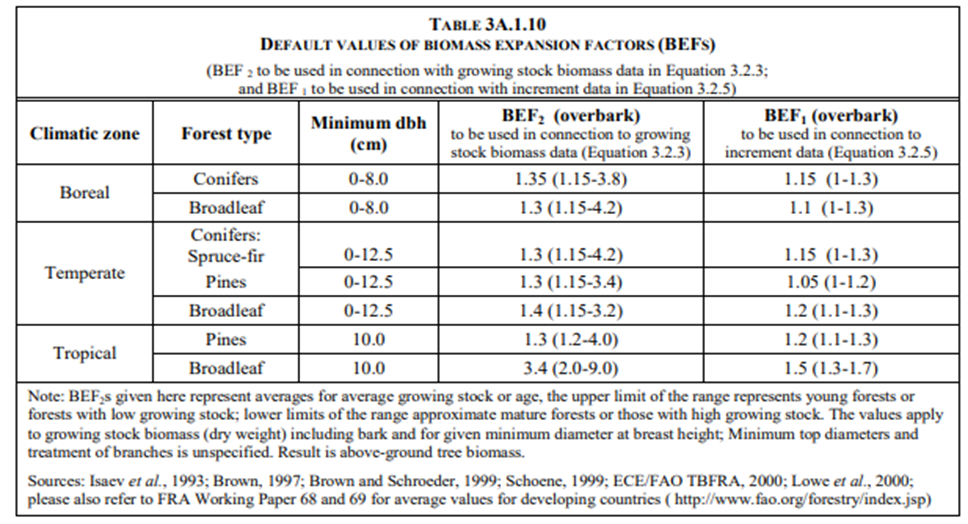 TABLE 3A.1.10
DEFAULT VALUES OF BIOMASS EXPANSION FACTORS (BEFS)
(BEF 2 to be used in connection with growing stock biomass data in Equation 3.2.3;
and BEF 1 to be used in connection with increment data in Equation 3.2.5)
Climatic zone Forest type Minimum dbh (cm) BEF2 (overbark) to be used in connection to growing stock biomass data (Equation 3.2.3) BEF1 (overbark) to be used in connection to increment data (Equation 3.2.5)
Boreal Conifers 0-8.0 1.35 (1.15-3.8) 1.15 (1-1.3)
Broadleaf 0-8.0 1.3 (1.15-4.2) 1.1 (1-1.3)
Temperate Conifers:
Spruce-fir 0-12.5 1.3 (1.15-4.2) 1.15 (1-1.3)
Pines 0-12.5 1.3 (1.15-3.4) 1.05 (1-1.2)
Broadleaf 0-12.5 1.4 (1.15-3.2) 1.2 (1.1-1.3)
Tropical Pines 10.0 1.3 (1.2-4.0) 1.2 (1.1-1.3)
Broadleaf 10.0 3.4 (2.0-9.0) 1.5 (1.3-1.7)
Note: BEF2s given here represent averages for average growing stock or age, the upper limit of the range represents young forests or
forests with low growing stock; lower limits of the range approximate mature forests or those with high growing stock. The values apply
to growing stock biomass (dry weight) including bark and for given minimum diameter at breast height; Minimum top diameters and
treatment of branches is unspecified. Result is above-ground tree biomass.
Sources: Isaev et al., 1993; Brown, 1997; Brown and Schroeder, 1999; Schoene, 1999; ECE/FAO TBFRA, 2000; Lowe et al., 2000;
please also refer to FRA Working Paper 68 and 69 for average values for developing countries ( http://www.fao.org/forestry/index.jsp)